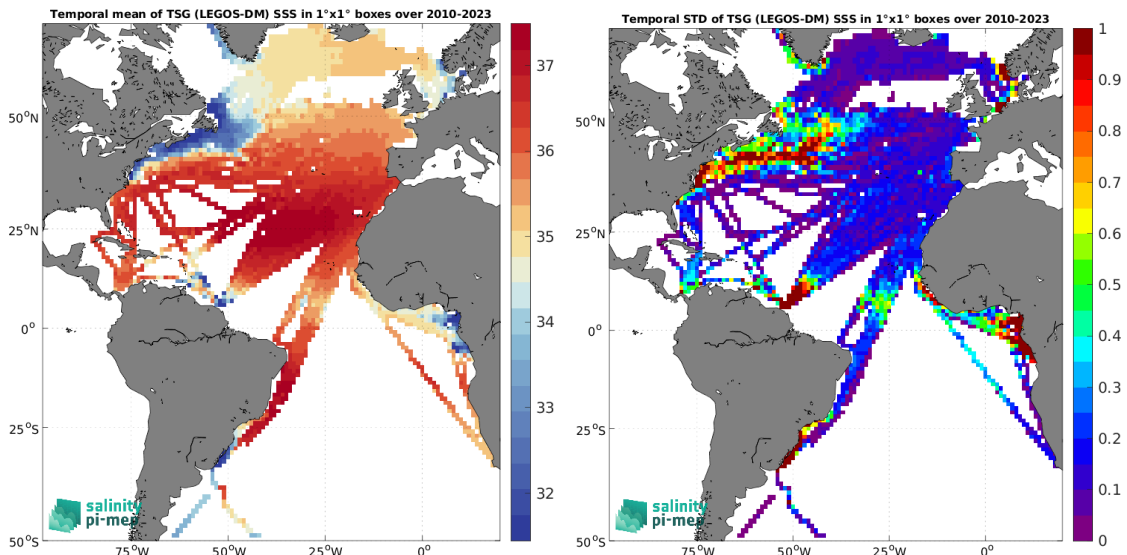 Temporal mean of TSG (LEGOS-DM) SSS in 1°x1° boxes over 2010-2023
50°N
25°N
0°
25°S
50°S
75°W
50°W
25°W
0°
37
36
35
34
33
32
salinity
pi-mep
Temporal STD of TSG (LEGOS-DM) SSS in 1°x1° boxes over 2010-2023
50°N
25°N
0°
25°S
50°S
75°W
50°W
25°W
0°
1
0.9
0.8
0.7
0.6
0.5
0.4
0.3
0.2
0.1
0
salinity
pi-mep